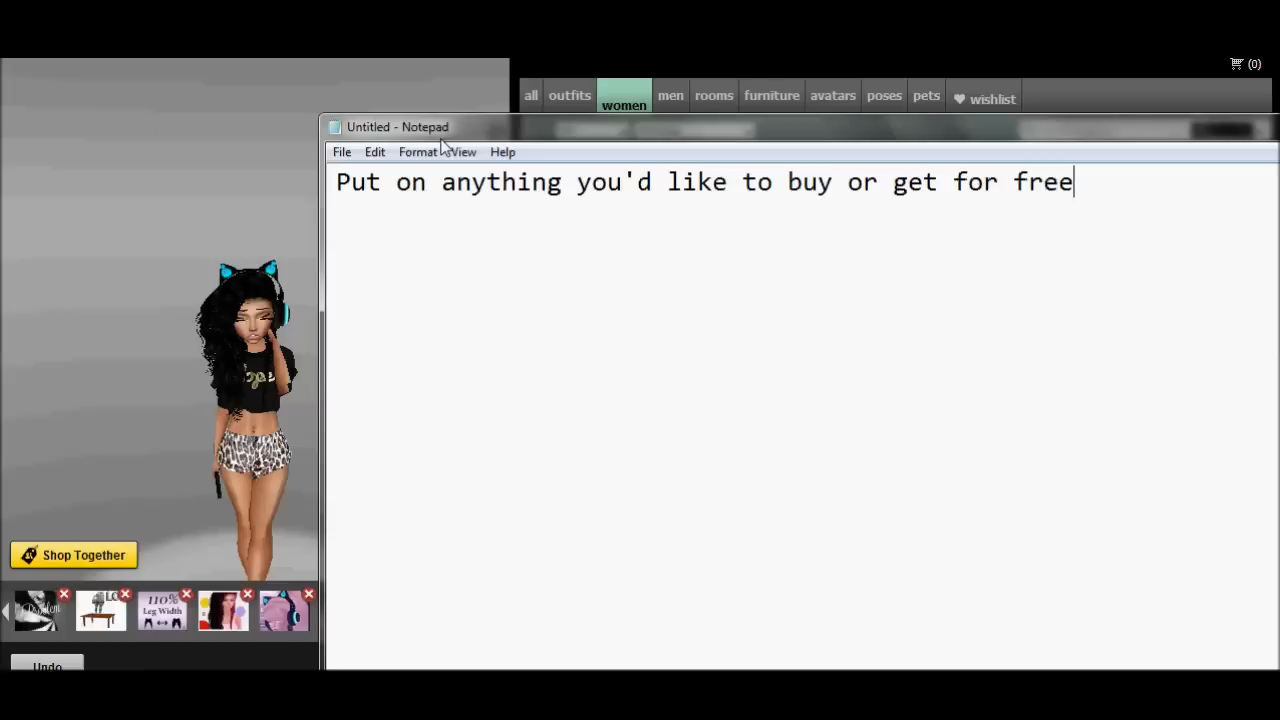 (0)
all outfits women men rooms furniture avatars poses pets wishlist
Untitled - Notepad
File Edit Format View Help
Put on anything you'd like to buy or get for free
Shop Together
110%
Leg Width
Undo